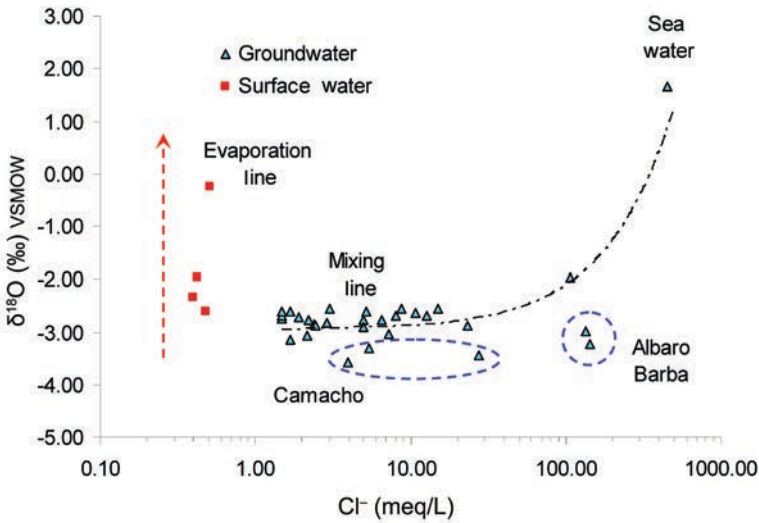 3.00
2.00
1.00
0.00
-1.00
-2.00
-3.00
-4.00
-5.00
δ¹⁸O (‰) VSMOW
Groundwater
Surface water
Sea
water
Evaporation
line
Mixing
line
Camacho
Albaro
Barba
0.10
1.00
10.00
100.00
1000.00
Cl⁻ (meq/L)